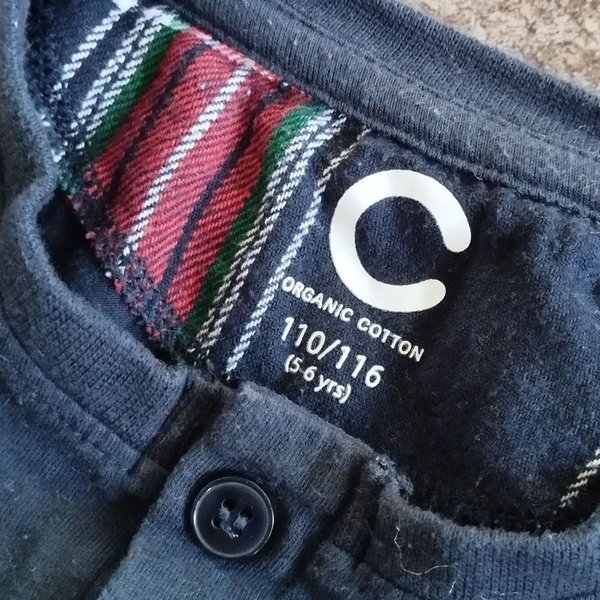 C
ORGANIC COTTON
110/116
(5-6 yrs)